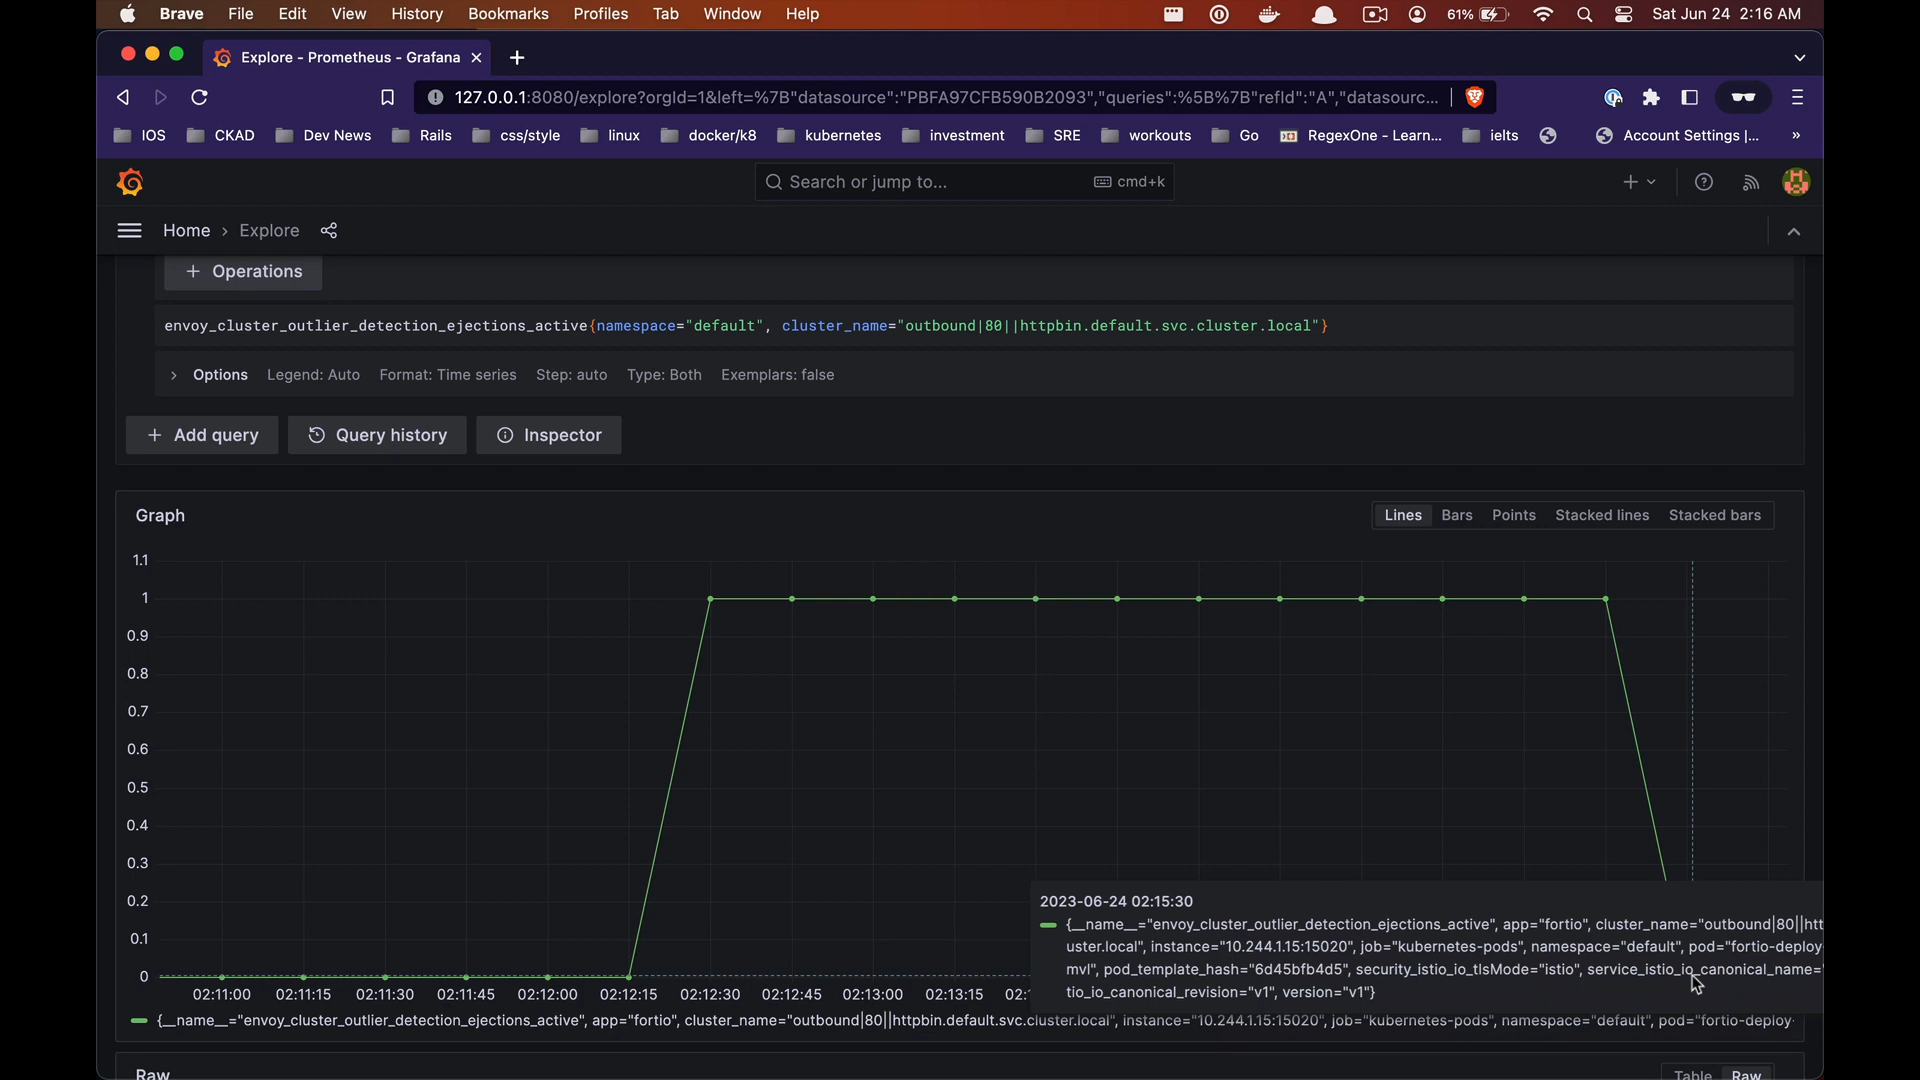 Brave File Edit View History Bookmarks Profiles Tab Window Help 61% Sat Jun 24 2:16 AM
Explore - Prometheus - Grafana
127.0.0.1:8080/explore?orgId=1&left=%7B"datasource":"PBFA97CFB590B2093","queries":%5B%7B"refId":"A","datasourc...
IOS CKAD Dev News Rails css/style linux docker/k8 kubernetes investment SRE workouts Go RegexOne - Learn... ielts Account Settings |... »
Search or jump to... cmd+k
Home › Explore
+ Operations
envoy_cluster_outlier_detection_ejections_active{namespace="default", cluster_name="outbound|80||httpbin.default.svc.cluster.local"}
Options Legend: Auto Format: Time series Step: auto Type: Both Exemplars: false
+ Add query Query history Inspector
Graph Lines Bars Points Stacked lines Stacked bars
1.1
1
0.9
0.8
0.7
0.6
0.5
0.4
0.3
0.2
0.1
0
2023-06-24 02:15:30
{__name__="envoy_cluster_outlier_detection_ejections_active", app="fortio", cluster_name="outbound|80||htt
uster.local", instance="10.244.1.15:15020", job="kubernetes-pods", namespace="default", pod="fortio-deploy-
mvl", pod_template_hash="6d45bfb4d5", security_istio_io_tlsMode="istio", service_istio_io_canonical_name="
tio_io_canonical_revision="v1", version="v1"}
02:11:00 02:11:15 02:11:30 02:11:45 02:12:00 02:12:15 02:12:30 02:12:45 02:13:00 02:13:15 02:
{__name__="envoy_cluster_outlier_detection_ejections_active", app="fortio", cluster_name="outbound|80||httpbin.default.svc.cluster.local", instance="10.244.1.15:15020", job="kubernetes-pods", namespace="default", pod="fortio-deploy-
Raw Table Raw